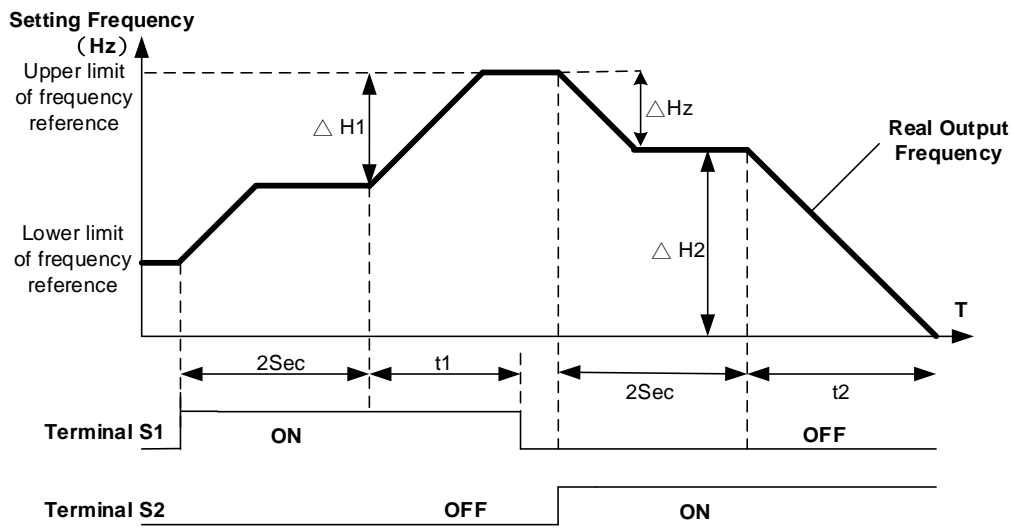 Setting Frequency
（Hz）
Upper limit
of frequency
reference
△ H1
△Hz
Real Output
Frequency
Lower limit
of frequency
reference
△ H2
T
2Sec
t1
2Sec
t2
Terminal S1
ON
OFF
Terminal S2
OFF
ON